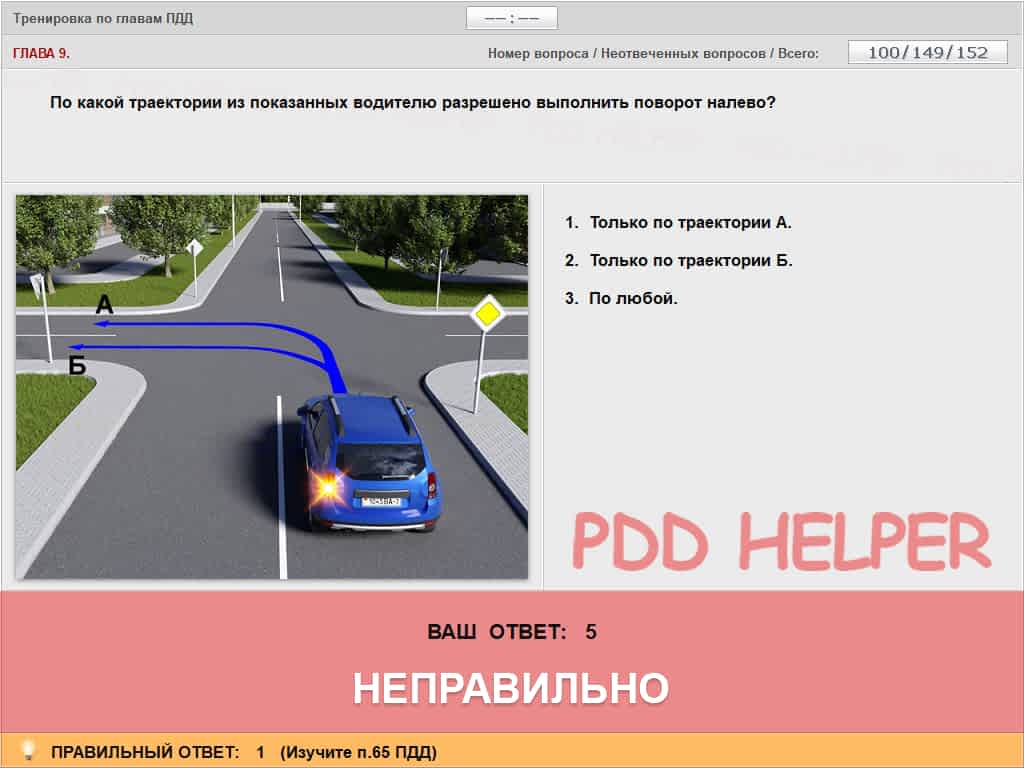 Тренировка по главам ПДД
—— : ——
ГЛАВА 9.
Номер вопроса / Неотвеченных вопросов / Всего:
100/149/152
По какой траектории из показанных водителю разрешено выполнить поворот налево?
А
Б
1. Только по траектории А.
2. Только по траектории Б.
3. По любой.
PDD HELPER
ВАШ ОТВЕТ: 5
НЕПРАВИЛЬНО
ПРАВИЛЬНЫЙ ОТВЕТ: 1 (Изучите п.65 ПДД)